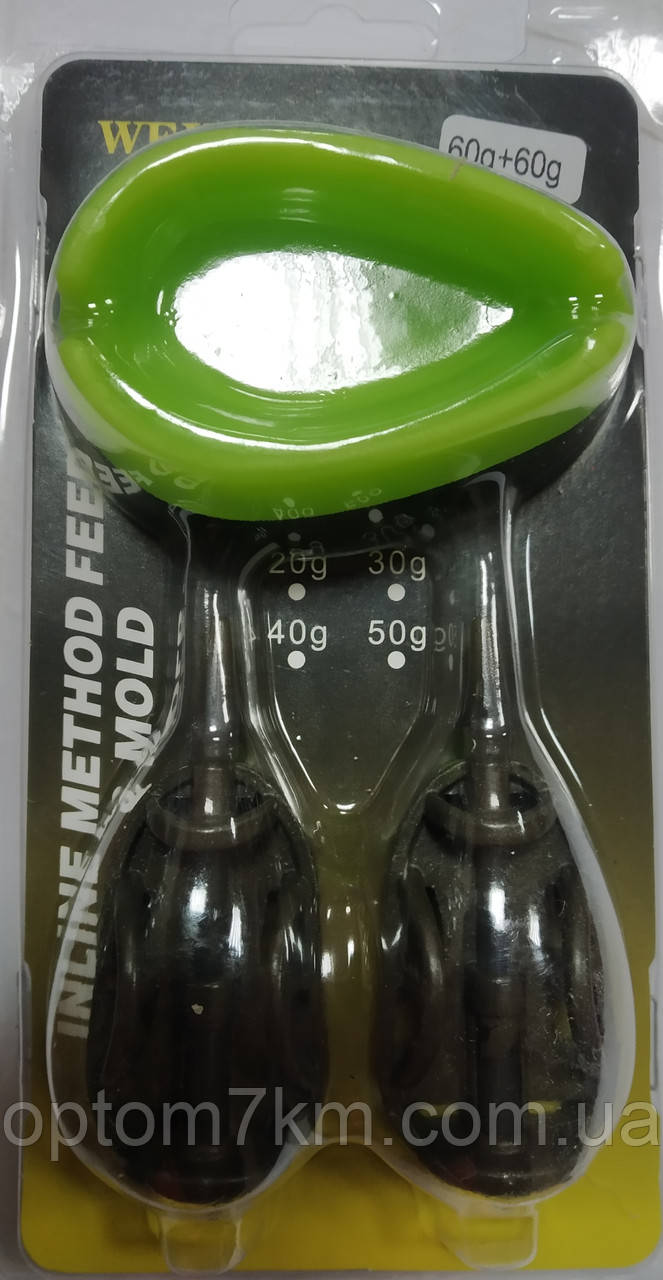 60g+60g
20g 30g
40g 50g
INLINE METHOD FEE
& MOLD
optom7km.com.ua